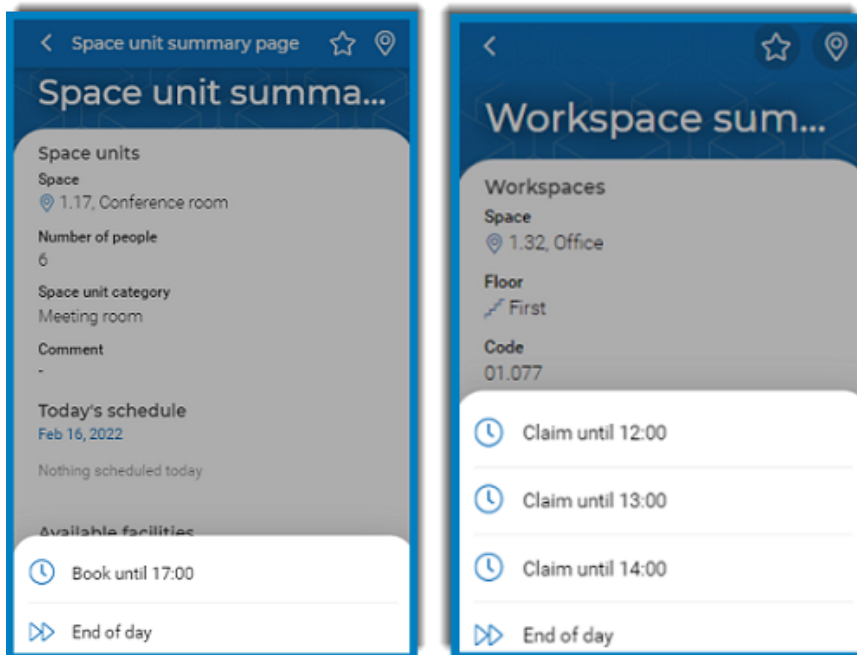 Space unit summary page
Space unit summa...
Space units
Space
1.17, Conference room
Number of people
6
Space unit category
Meeting room
Comment
-
Today's schedule
Feb 16, 2022
Nothing scheduled today
Available facilities
Book until 17:00
End of day
Workspace sum...
Workspaces
Space
1.32, Office
Floor
First
Code
01.077
Claim until 12:00
Claim until 13:00
Claim until 14:00
End of day